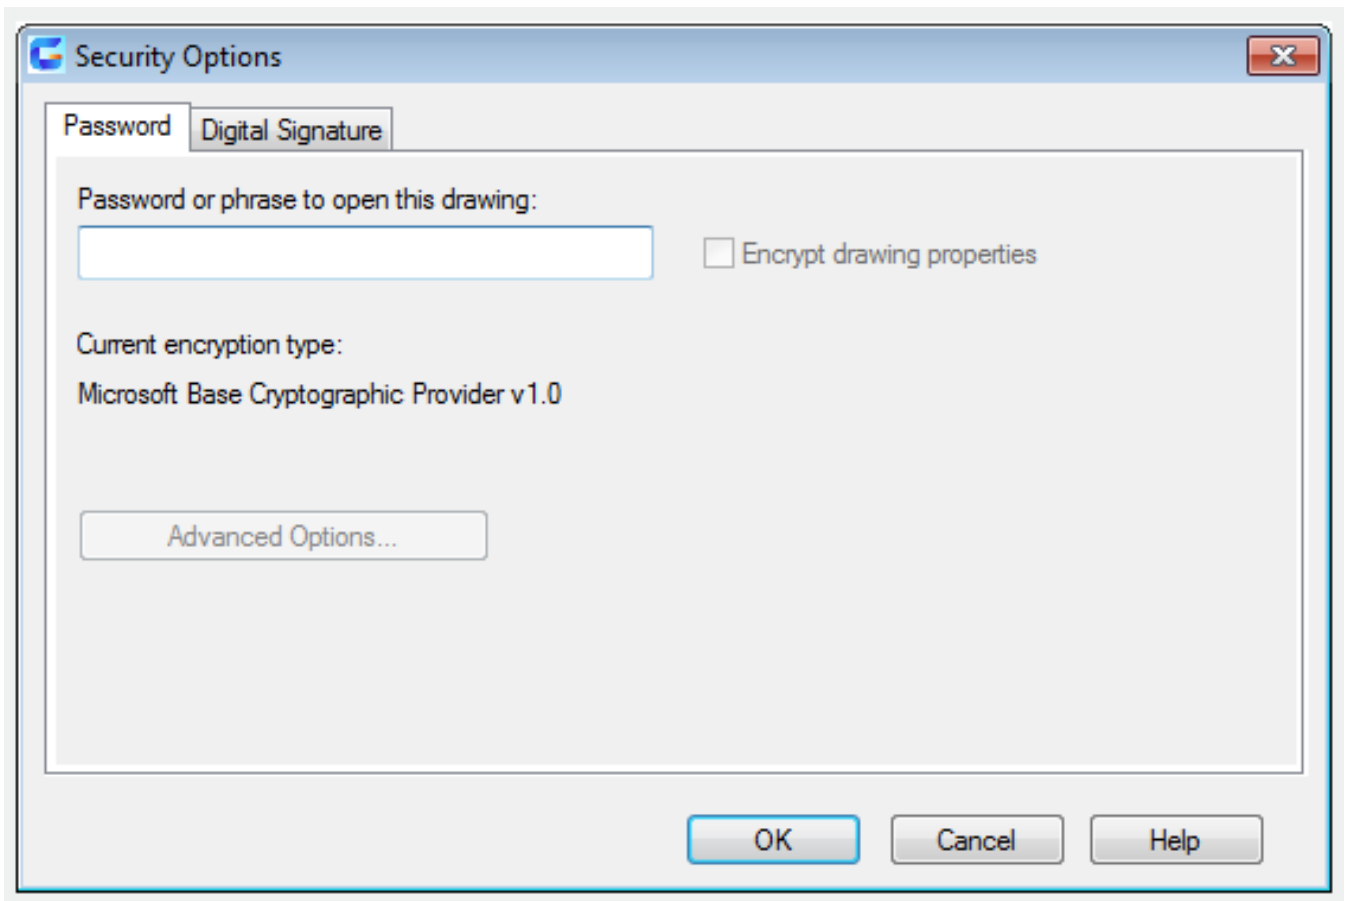 Security Options
Password
Digital Signature
Password or phrase to open this drawing:
Encrypt drawing properties
Current encryption type:
Microsoft Base Cryptographic Provider v1.0
Advanced Options...
OK
Cancel
Help